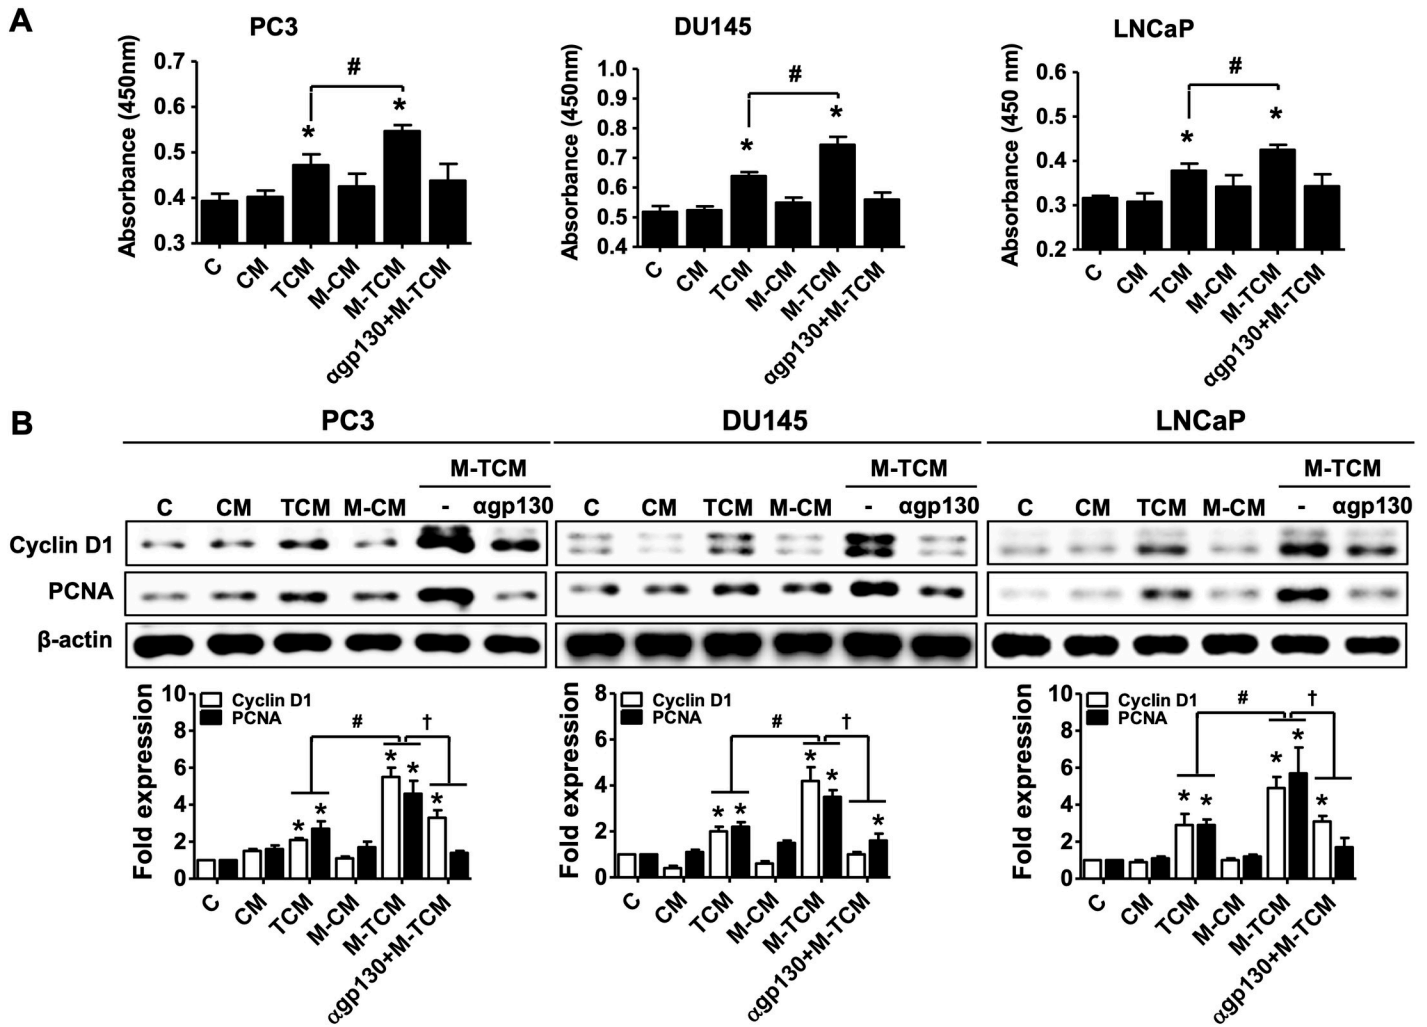 A
PC3
DU145
LNCaP
Absorbance (450nm)
0.7
0.6
0.5
0.4
0.3
#
*
*
C
CM
TCM
M-CM
M-TCM
αgp130+M-TCM
Absorbance (450nm)
1.0
0.9
0.8
0.7
0.6
0.5
0.4
#
*
*
C
CM
TCM
M-CM
M-TCM
αgp130+M-TCM
Absorbance (450 nm)
0.6
0.5
0.4
0.3
0.2
#
*
*
C
CM
TCM
M-CM
M-TCM
αgp130+M-TCM
B
PC3
DU145
LNCaP
M-TCM
M-TCM
M-TCM
C CM TCM M-CM - αgp130
C CM TCM M-CM - αgp130
C CM TCM M-CM - αgp130
Cyclin D1
PCNA
β-actin
Fold expression
10
8
6
4
2
0
Cyclin D1
PCNA
#
†
* * * * *
C
CM
TCM
M-CM
M-TCM
αgp130+M-TCM
Fold expression
8
6
4
2
0
Cyclin D1
PCNA
#
†
* * * * *
C
CM
TCM
M-CM
M-TCM
αgp130+M-TCM
Fold expression
10
8
6
4
2
0
Cyclin D1
PCNA
#
†
* * * * *
C
CM
TCM
M-CM
M-TCM
αgp130+M-TCM